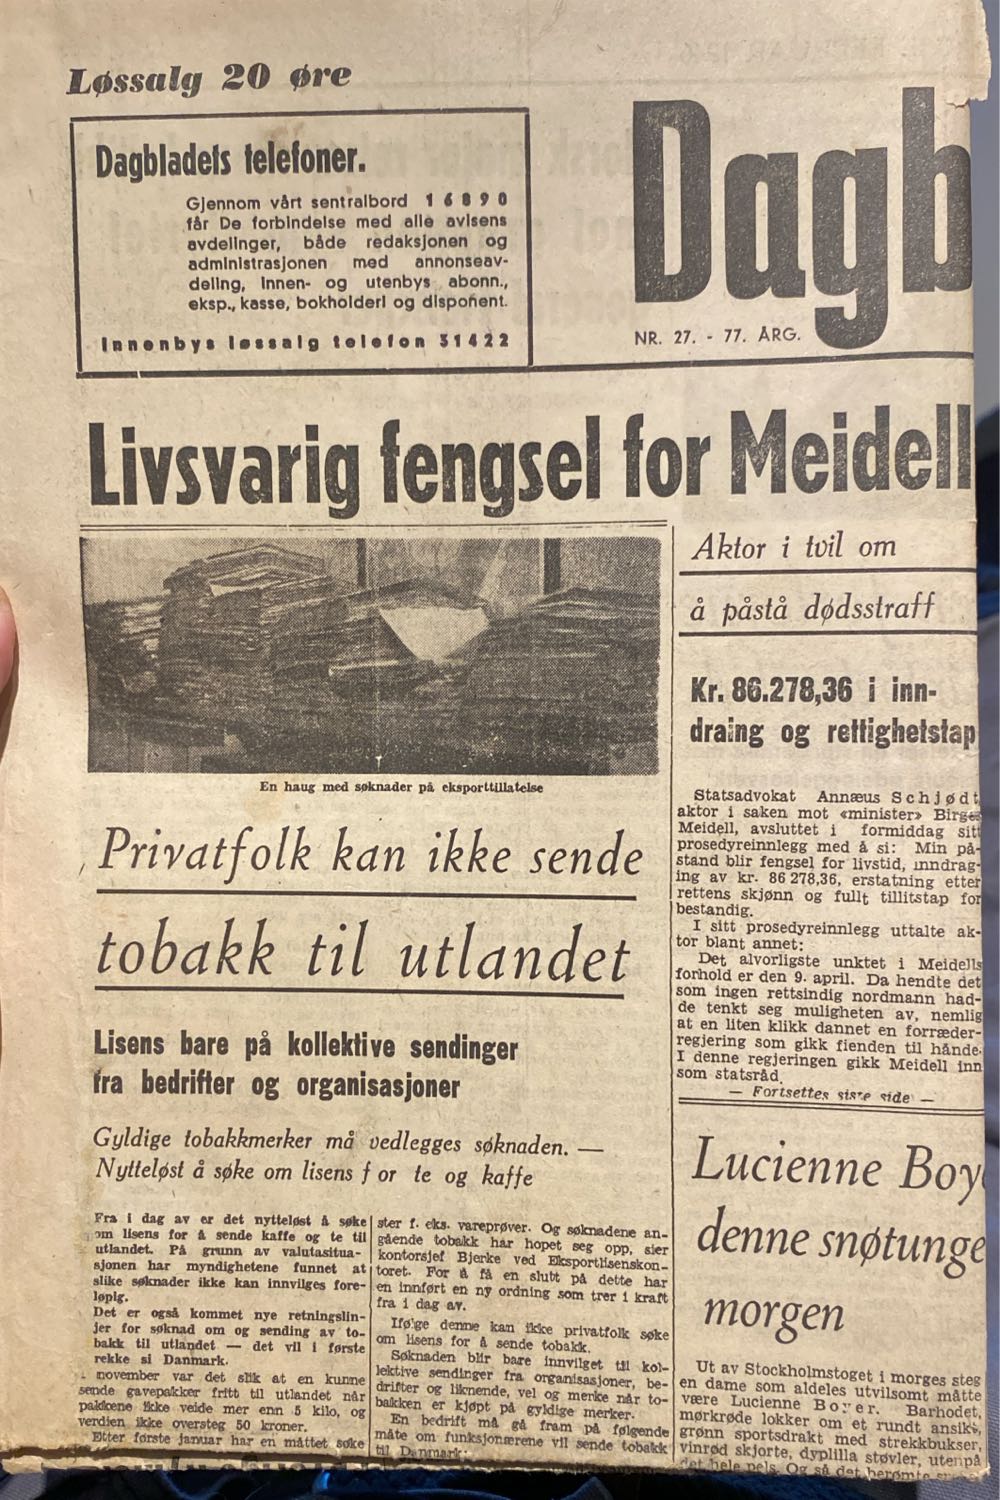 Løssalg 20 øre
Dagbladets telefoner.
Gjennom vårt sentralbord 16890
får De forbindelse med alle avisens
avdelinger, både redaksjonen og
administrasjonen med annonseav-
deling, innen- og utenbys abonn.,
eksp., kasse, bokholderi og disponent.
Innenbys løssalg telefon 31422
Dagb
NR. 27. - 77. ÅRG.
Livsvarig fengsel for Meidell
En haug med søknader på eksporttillatelse
Privatfolk kan ikke sende
tobakk til utlandet
Lisens bare på kollektive sendinger
fra bedrifter og organisasjoner
Gyldige tobakkmerker må vedlegges søknaden. —
Nytteløst å søke om lisens for te og kaffe
Fra i dag av er det nytteløst å søke
om lisens for å sende kaffe og te til
utlandet. På grunn av valutasitua-
sjonen har myndighetene funnet at
slike søknader ikke kan innvilges fore-
løpig.
Det er også kommet nye retningslin-
jer for søknad om og sending av to-
bakk til utlandet — det vil i første
rekke si Danmark.
november var det slik at en kunne
sende gavepakker fritt til utlandet når
pakkene ikke veide mer enn 5 kilo, og
verdien ikke oversteg 50 kroner.
Etter første januar har en måttet søke
ster f. eks. vareprøver. Og søknadene an-
gående tobakk har hopet seg opp, sier
kontorsjef Bjerke ved Eksportlisenskon-
toret. For å få en slutt på dette har
en innført en ny ordning som trer i kraft
fra i dag av.
Ifølge denne kan ikke privatfolk søke
om lisens for å sende tobakk.
Søknaden blir bare innvilget til kol-
lektive sendinger fra organisasjoner, be-
drifter og liknende, vel og merke når to-
bakken er kjøpt på gyldige merker.
En bedrift må gå fram på følgende
måte om funksjonærene vil sende tobakk
til Danmark:
Aktor i tvil om
å påstå dødsstraff
Kr. 86.278,36 i inn-
draing og rettighetstap
Statsadvokat Annæus Schjødt,
aktor i saken mot «minister» Birger
Meidell, avsluttet i formiddag sitt
prosedyreinnlegg med å si: Min på-
stand blir fengsel for livstid, inndrag-
ing av kr. 86 278,36, erstatning etter
rettens skjønn og fullt tillitstap for
bestandig.
I sitt prosedyreinnlegg uttalte ak-
tor blant annet:
Det alvorligste unktet i Meidells
forhold er den 9. april. Da hendte det
som ingen rettsindig nordmann had-
de tenkt seg muligheten av, nemlig
at en liten klikk dannet en forræder-
regjering som gikk fienden til hånde.
I denne regjeringen gikk Meidell inn
som statsråd.
— Fortsettes siste side —
Lucienne Boy
denne snøtunge
morgen
Ut av Stockholmstoget i morges steg
en dame som aldeles utvilsomt måtte
være Lucienne Boyer. Barhodet,
mørkrøde lokker om et rundt ansikt,
grønn sportsdrakt med strekkbukser,
vinrød skjorte, dyplilla støvler, utenpå
det hele pels. Og så det berømte